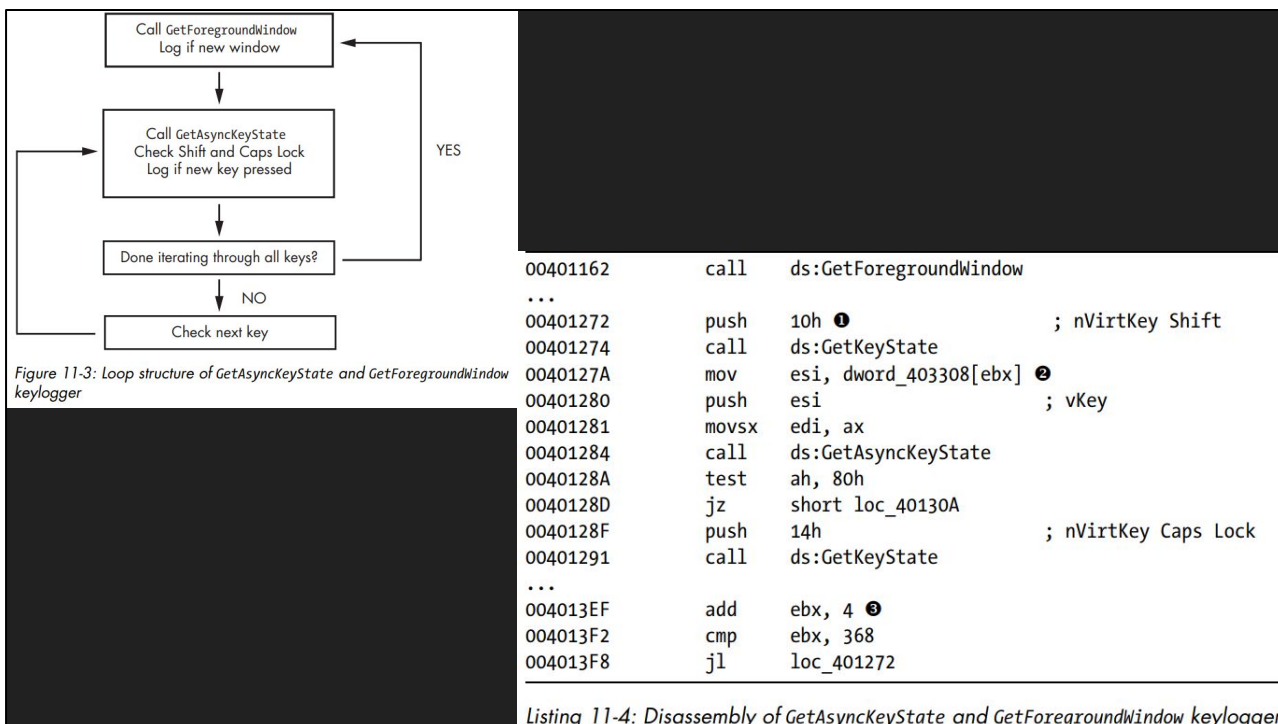 Call GetForegroundWindow
Log if new window
Call GetAsyncKeyState
Check Shift and Caps Lock
Log if new key pressed
YES
Done iterating through all keys?
NO
Check next key
Figure 11-3: Loop structure of GetAsyncKeyState and GetForegroundWindow
keylogger
00401162 call ds:GetForegroundWindow
...
00401272 push 10h ❶ ; nVirtKey Shift
00401274 call ds:GetKeyState
0040127A mov esi, dword_403308[ebx] ❷
00401280 push esi ; vKey
00401281 movsx edi, ax
00401284 call ds:GetAsyncKeyState
0040128A test ah, 80h
0040128D jz short loc_40130A
0040128F push 14h ; nVirtKey Caps Lock
00401291 call ds:GetKeyState
...
004013EF add ebx, 4 ❸
004013F2 cmp ebx, 368
004013F8 jl loc_401272
Listing 11-4: Disassembly of GetAsyncKeyState and GetForegroundWindow keylogger